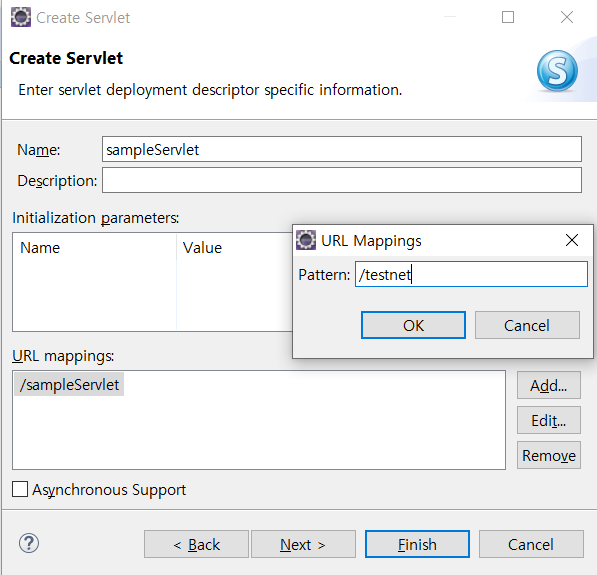 Create Servlet
Create Servlet
Enter servlet deployment descriptor specific information.
Name: sampleServlet
Description:
Initialization parameters:
Name Value
URL Mappings
Pattern: /testnet
OK Cancel
URL mappings:
/sampleServlet
Add...
Edit...
Remove
Asynchronous Support
? < Back Next > Finish Cancel